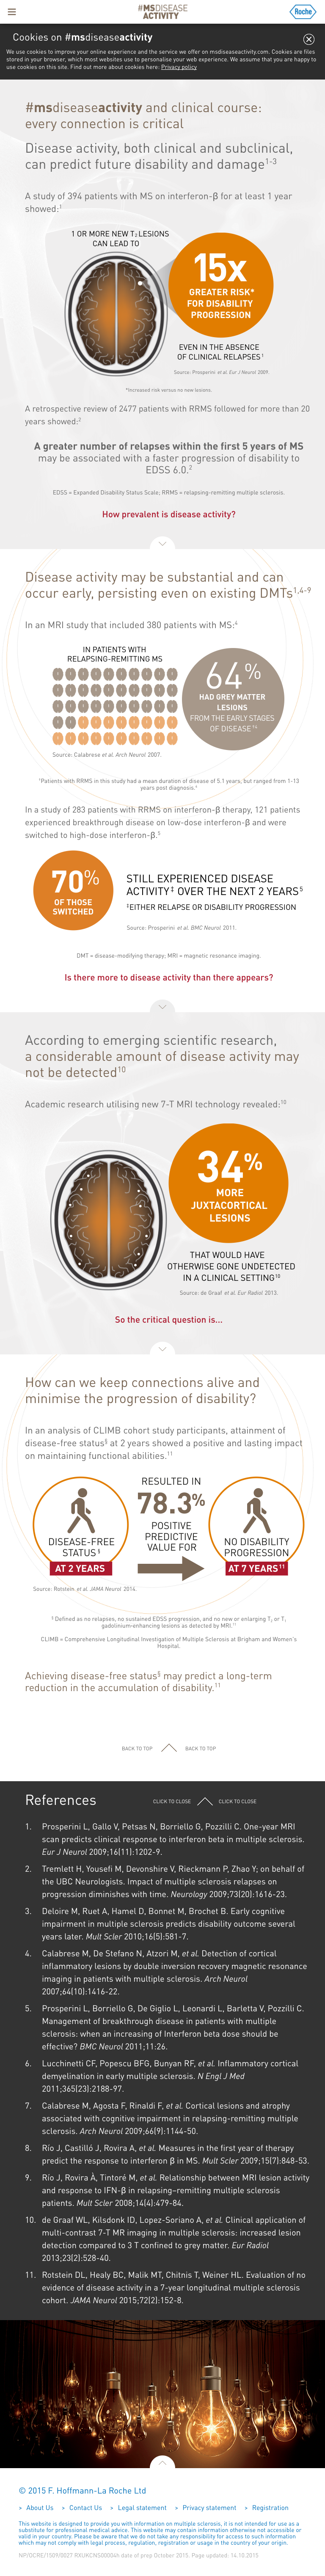 #MSDISEASE
ACTIVITY
Roche
Cookies on #msdiseaseactivity
We use cookies to improve your online experience and the service we offer on msdiseaseactivity.com. Cookies are files
stored in your browser, which most websites use to personalise your web experience. We assume that you are happy to
use cookies on this site. Find out more about cookies here: Privacy policy
#msdiseaseactivity and clinical course:
every connection is critical
Disease activity, both clinical and subclinical,
can predict future disability and damage1-3
A study of 394 patients with MS on interferon-β for at least 1 year
showed:1
1 OR MORE NEW T2 LESIONS
CAN LEAD TO
15x
GREATER RISK*
FOR DISABILITY
PROGRESSION
EVEN IN THE ABSENCE
OF CLINICAL RELAPSES1
Source: Prosperini et al. Eur J Neurol 2009.
*Increased risk versus no new lesions.
A retrospective review of 2477 patients with RRMS followed for more than 20
years showed:2
A greater number of relapses within the first 5 years of MS
may be associated with a faster progression of disability to
EDSS 6.0.2
EDSS = Expanded Disability Status Scale; RRMS = relapsing-remitting multiple sclerosis.
How prevalent is disease activity?
Disease activity may be substantial and can
occur early, persisting even on existing DMTs1,4-9
In an MRI study that included 380 patients with MS:4
IN PATIENTS WITH
RELAPSING-REMITTING MS
64%
HAD GREY MATTER
LESIONS
FROM THE EARLY STAGES
OF DISEASE†4
Source: Calabrese et al. Arch Neurol 2007.
†Patients with RRMS in this study had a mean duration of disease of 5.1 years, but ranged from 1-13
years post diagnosis.4
In a study of 283 patients with RRMS on interferon-β therapy, 121 patients
experienced breakthrough disease on low-dose interferon-β and were
switched to high-dose interferon-β.5
70%
OF THOSE
SWITCHED
STILL EXPERIENCED DISEASE
ACTIVITY‡ OVER THE NEXT 2 YEARS5
‡EITHER RELAPSE OR DISABILITY PROGRESSION
Source: Prosperini et al. BMC Neurol 2011.
DMT = disease-modifying therapy; MRI = magnetic resonance imaging.
Is there more to disease activity than there appears?
According to emerging scientific research,
a considerable amount of disease activity may
not be detected10
Academic research utilising new 7-T MRI technology revealed:10
34%
MORE
JUXTACORTICAL
LESIONS
THAT WOULD HAVE
OTHERWISE GONE UNDETECTED
IN A CLINICAL SETTING10
Source: de Graaf et al. Eur Radiol 2013.
So the critical question is...
How can we keep connections alive and
minimise the progression of disability?
In an analysis of CLIMB cohort study participants, attainment of
disease-free status§ at 2 years showed a positive and lasting impact
on maintaining functional abilities.11
DISEASE-FREE
STATUS§
AT 2 YEARS
RESULTED IN
78.3%
POSITIVE
PREDICTIVE
VALUE FOR
NO DISABILITY
PROGRESSION
AT 7 YEARS11
Source: Rotstein et al. JAMA Neurol 2014.
§ Defined as no relapses, no sustained EDSS progression, and no new or enlarging T2 or T1
gadolinium-enhancing lesions as detected by MRI.11
CLIMB = Comprehensive Longitudinal Investigation of Multiple Sclerosis at Brigham and Women's
Hospital.
Achieving disease-free status§ may predict a long-term
reduction in the accumulation of disability.11
BACK TO TOP BACK TO TOP
References CLICK TO CLOSE CLICK TO CLOSE
1. Prosperini L, Gallo V, Petsas N, Borriello G, Pozzilli C. One-year MRI
scan predicts clinical response to interferon beta in multiple sclerosis.
Eur J Neurol 2009;16(11):1202-9.
2. Tremlett H, Yousefi M, Devonshire V, Rieckmann P, Zhao Y; on behalf of
the UBC Neurologists. Impact of multiple sclerosis relapses on
progression diminishes with time. Neurology 2009;73(20):1616-23.
3. Deloire M, Ruet A, Hamel D, Bonnet M, Brochet B. Early cognitive
impairment in multiple sclerosis predicts disability outcome several
years later. Mult Scler 2010;16(5):581-7.
4. Calabrese M, De Stefano N, Atzori M, et al. Detection of cortical
inflammatory lesions by double inversion recovery magnetic resonance
imaging in patients with multiple sclerosis. Arch Neurol
2007;64(10):1416-22.
5. Prosperini L, Borriello G, De Giglio L, Leonardi L, Barletta V, Pozzilli C.
Management of breakthrough disease in patients with multiple
sclerosis: when an increasing of Interferon beta dose should be
effective? BMC Neurol 2011;11:26.
6. Lucchinetti CF, Popescu BFG, Bunyan RF, et al. Inflammatory cortical
demyelination in early multiple sclerosis. N Engl J Med
2011;365(23):2188-97.
7. Calabrese M, Agosta F, Rinaldi F, et al. Cortical lesions and atrophy
associated with cognitive impairment in relapsing-remitting multiple
sclerosis. Arch Neurol 2009;66(9):1144-50.
8. Río J, Castilló J, Rovira A, et al. Measures in the first year of therapy
predict the response to interferon β in MS. Mult Scler 2009;15(7):848-53.
9. Río J, Rovira À, Tintoré M, et al. Relationship between MRI lesion activity
and response to IFN-β in relapsing–remitting multiple sclerosis
patients. Mult Scler 2008;14(4):479-84.
10. de Graaf WL, Kilsdonk ID, Lopez-Soriano A, et al. Clinical application of
multi-contrast 7-T MR imaging in multiple sclerosis: increased lesion
detection compared to 3 T confined to grey matter. Eur Radiol
2013;23(2):528-40.
11. Rotstein DL, Healy BC, Malik MT, Chitnis T, Weiner HL. Evaluation of no
evidence of disease activity in a 7-year longitudinal multiple sclerosis
cohort. JAMA Neurol 2015;72(2):152-8.
© 2015 F. Hoffmann-La Roche Ltd
> About Us > Contact Us > Legal statement > Privacy statement > Registration
This website is designed to provide you with information on multiple sclerosis, it is not intended for use as a
substitute for professional medical advice. This website may contain information otherwise not accessible or
valid in your country. Please be aware that we do not take any responsibility for access to such information
which may not comply with legal process, regulation, registration or usage in the country of your origin.
date of prep October 2015. Page updated: 14.10.2015